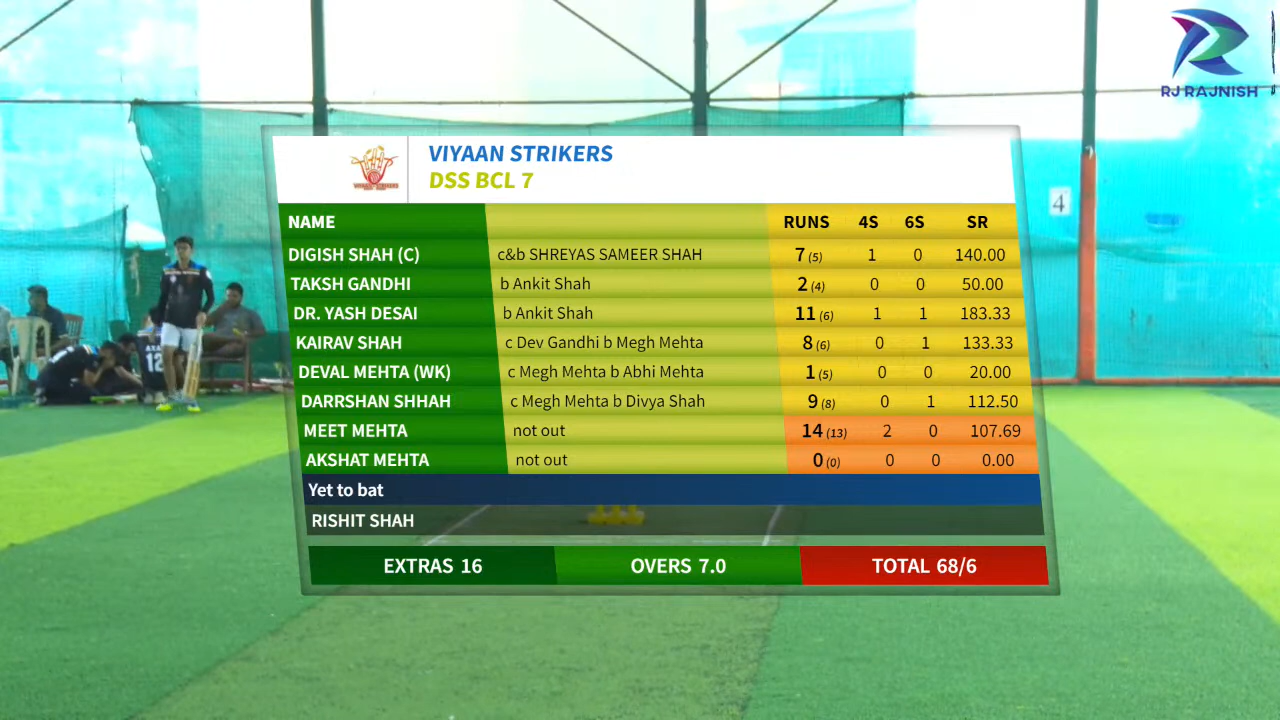 RJ RAJNISH
VIYAAN STRIKERS
VIYAAN STRIKERS
DSS BCL 7
NAME RUNS 4S 6S SR
DIGISH SHAH (C) c&b SHREYAS SAMEER SHAH 7 (5) 1 0 140.00
TAKSH GANDHI b Ankit Shah 2 (4) 0 0 50.00
DR. YASH DESAI b Ankit Shah 11 (6) 1 1 183.33
KAIRAV SHAH c Dev Gandhi b Megh Mehta 8 (6) 0 1 133.33
DEVAL MEHTA (WK) c Megh Mehta b Abhi Mehta 1 (5) 0 0 20.00
DARRSHAN SHHAH c Megh Mehta b Divya Shah 9 (8) 0 1 112.50
MEET MEHTA not out 14 (13) 2 0 107.69
AKSHAT MEHTA not out 0 (0) 0 0 0.00
Yet to bat
RISHIT SHAH
EXTRAS 16 OVERS 7.0 TOTAL 68/6
4
12